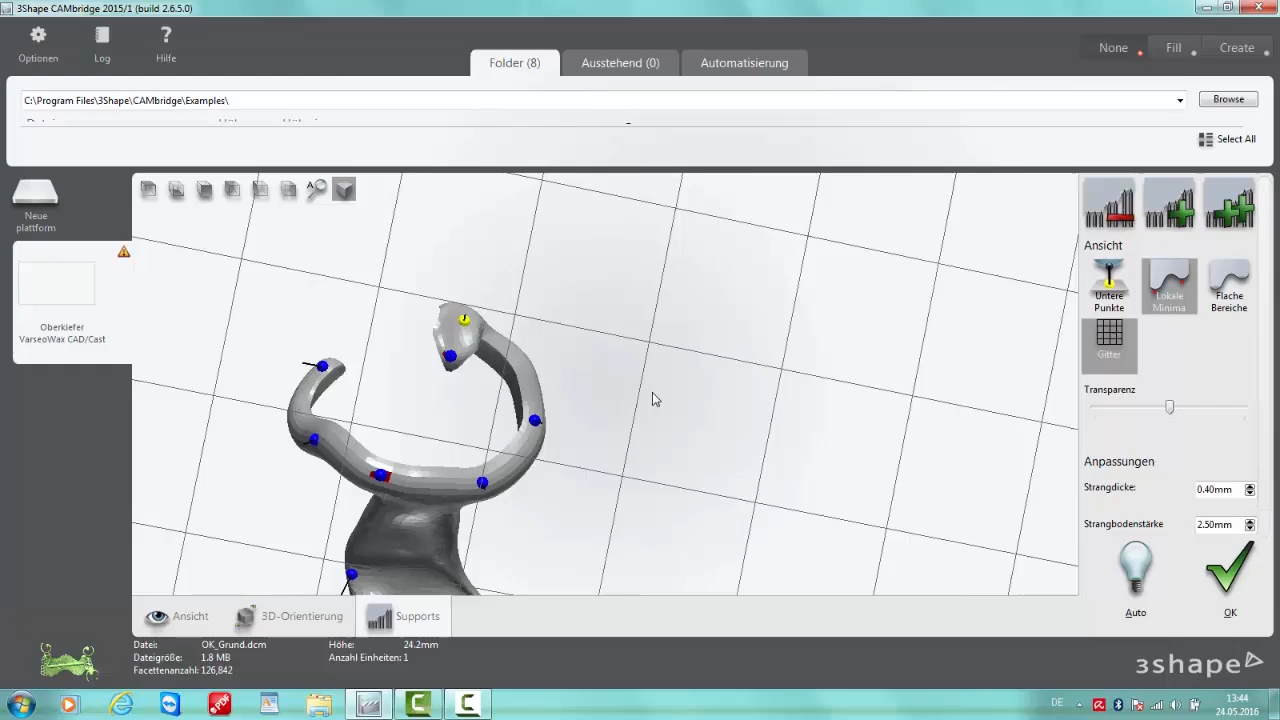 3Shape CAMbridge 2015/1 (build 2.6.5.0)
Optionen
Log
Hilfe
Folder (8)
Ausstehend (0)
Automatisierung
None
Fill
Create
C:\Program Files\3Shape\CAMbridge\Examples\
Browse
Select All
Neue
plattform
Oberkiefer
VarseoWax CAD/Cast
Ansicht
Untere
Punkte
Lokale
Minima
Flache
Bereiche
Gitter
Transparenz
Anpassungen
Strangdicke:
0.40mm
Strangbodenstärke
2.50mm
Auto
OK
Ansicht
3D-Orientierung
Supports
Datei:
OK_Grund.dcm
Höhe:
24.2mm
Dateigröße:
1.8 MB
Anzahl Einheiten: 1
Facettenanzahl: 126,842
3shape
DE
13:44
24.05.2016